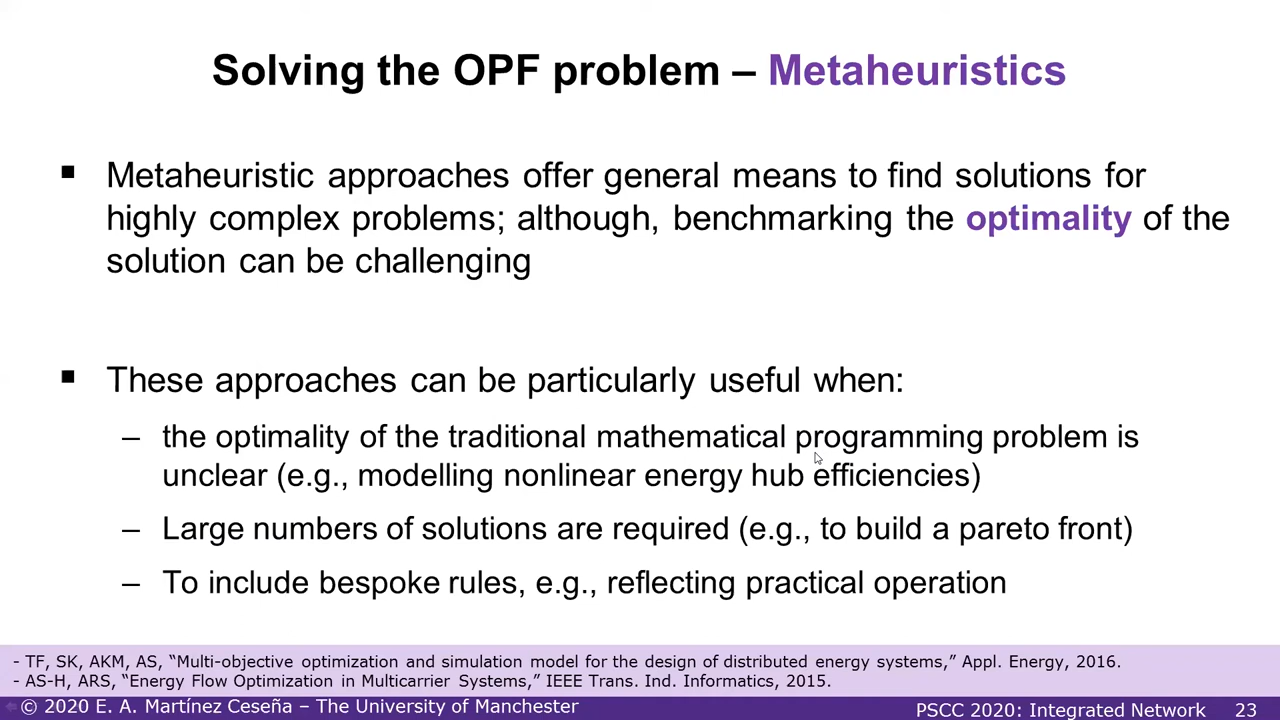 Solving the OPF problem – Metaheuristics
▪ Metaheuristic approaches offer general means to find solutions for
highly complex problems; although, benchmarking the optimality of the
solution can be challenging
▪ These approaches can be particularly useful when:
– the optimality of the traditional mathematical programming problem is
unclear (e.g., modelling nonlinear energy hub efficiencies)
– Large numbers of solutions are required (e.g., to build a pareto front)
– To include bespoke rules, e.g., reflecting practical operation
- TF, SK, AKM, AS, “Multi-objective optimization and simulation model for the design of distributed energy systems,” Appl. Energy, 2016.
- AS-H, ARS, “Energy Flow Optimization in Multicarrier Systems,” IEEE Trans. Ind. Informatics, 2015.
© 2020 E. A. Martínez Ceseña – The University of Manchester
PSCC 2020: Integrated Network 23